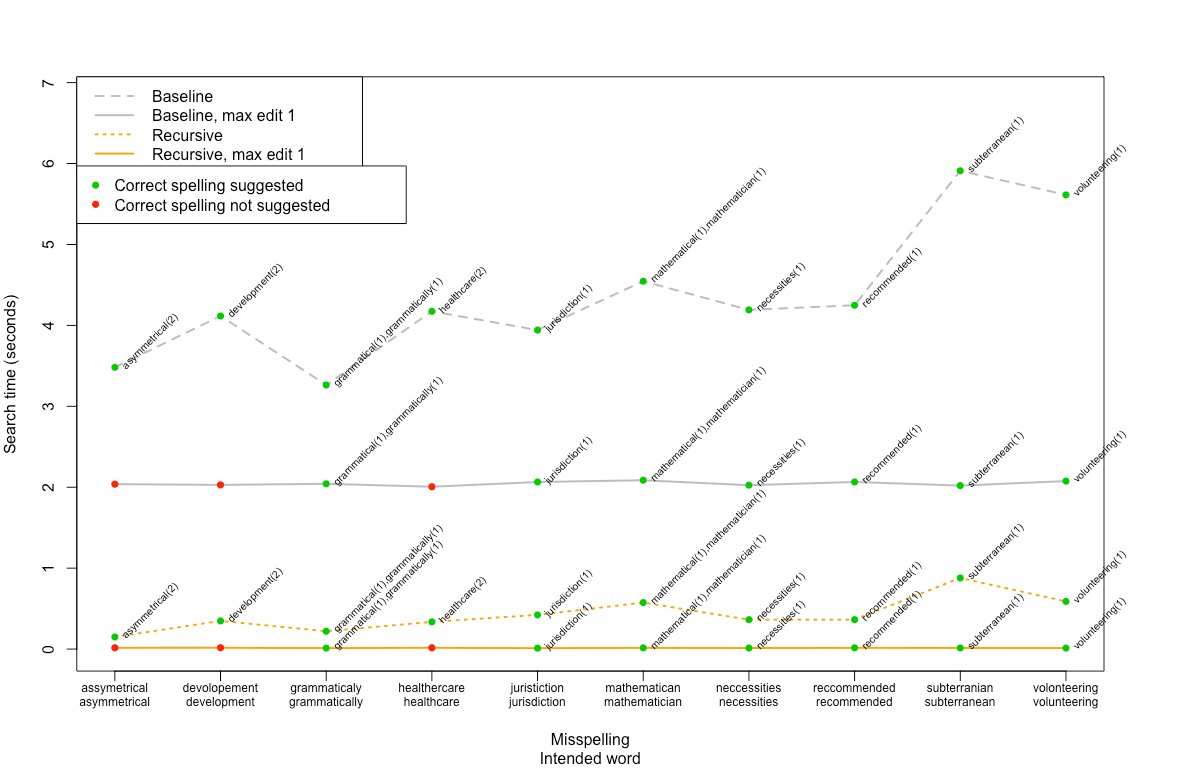 7
6
5
4
3
2
1
0
Search time (seconds)
Baseline
Baseline, max edit 1
Recursive
Recursive, max edit 1
Correct spelling suggested
Correct spelling not suggested
asymmetrical(2)
development(2)
grammatical(1),grammatically(1)
healthcare(2)
jurisdiction(1)
mathematical(1),mathematician(1)
necessities(1)
recommended(1)
subterranean(1)
volunteering(1)
grammatical(1),grammatically(1)
jurisdiction(1)
mathematical(1),mathematician(1)
necessities(1)
recommended(1)
subterranean(1)
volunteering(1)
asymmetrical(2)
development(2)
grammatical(1),grammatically(1)
healthcare(2)
jurisdiction(1)
mathematical(1),mathematician(1)
necessities(1)
recommended(1)
subterranean(1)
volunteering(1)
grammatical(1),grammatically(1)
jurisdiction(1)
mathematical(1),mathematician(1)
necessities(1)
recommended(1)
subterranean(1)
volunteering(1)
assymetrical devolopement grammaticaly healthercare juristiction mathematican neccessities reccommended subterranian volonteering
asymmetrical development grammatically healthcare jurisdiction mathematician necessities recommended subterranean volunteering
Misspelling
Intended word